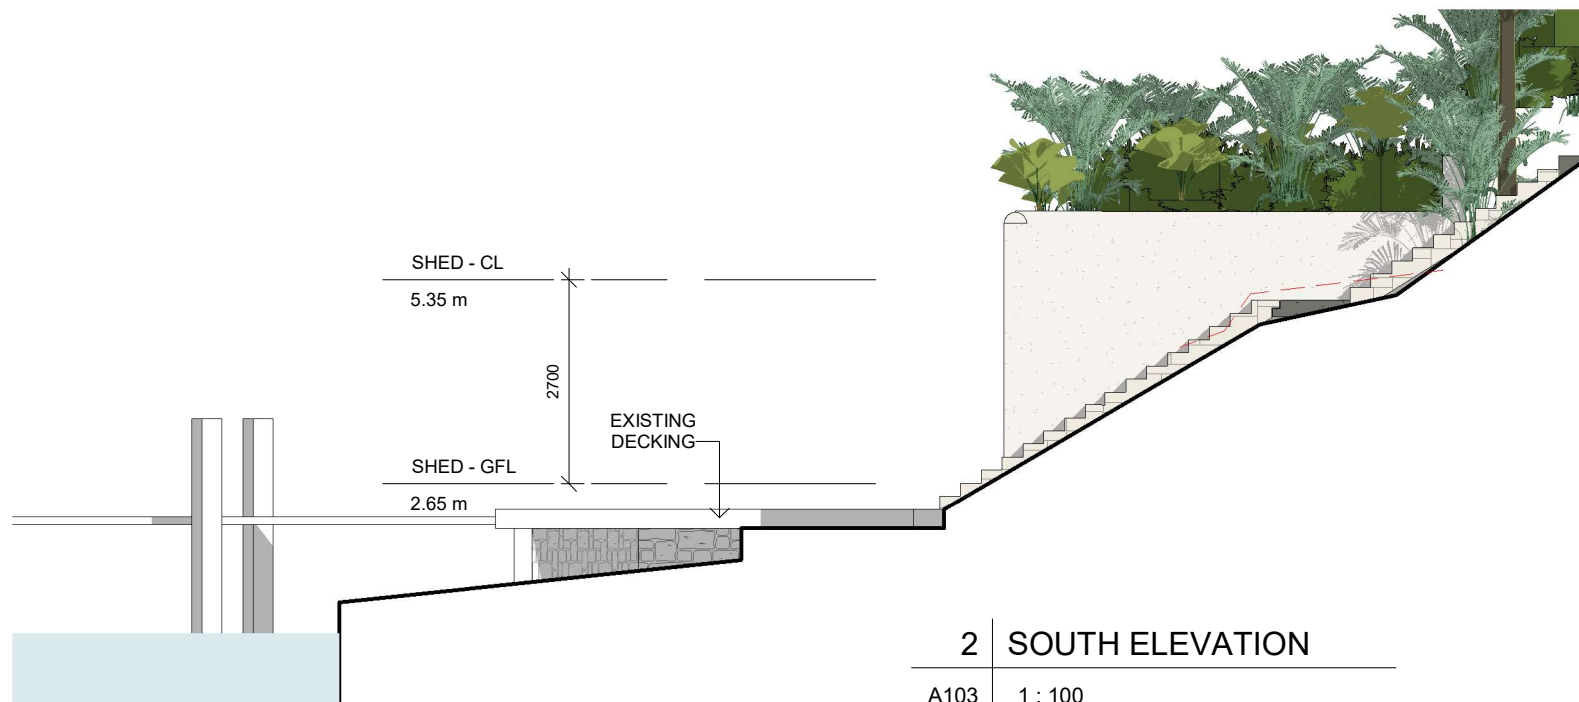 SHED - CL
5.35 m
2700
EXISTING
DECKING
SHED - GFL
2.65 m
2 SOUTH ELEVATION
A103 1 : 100